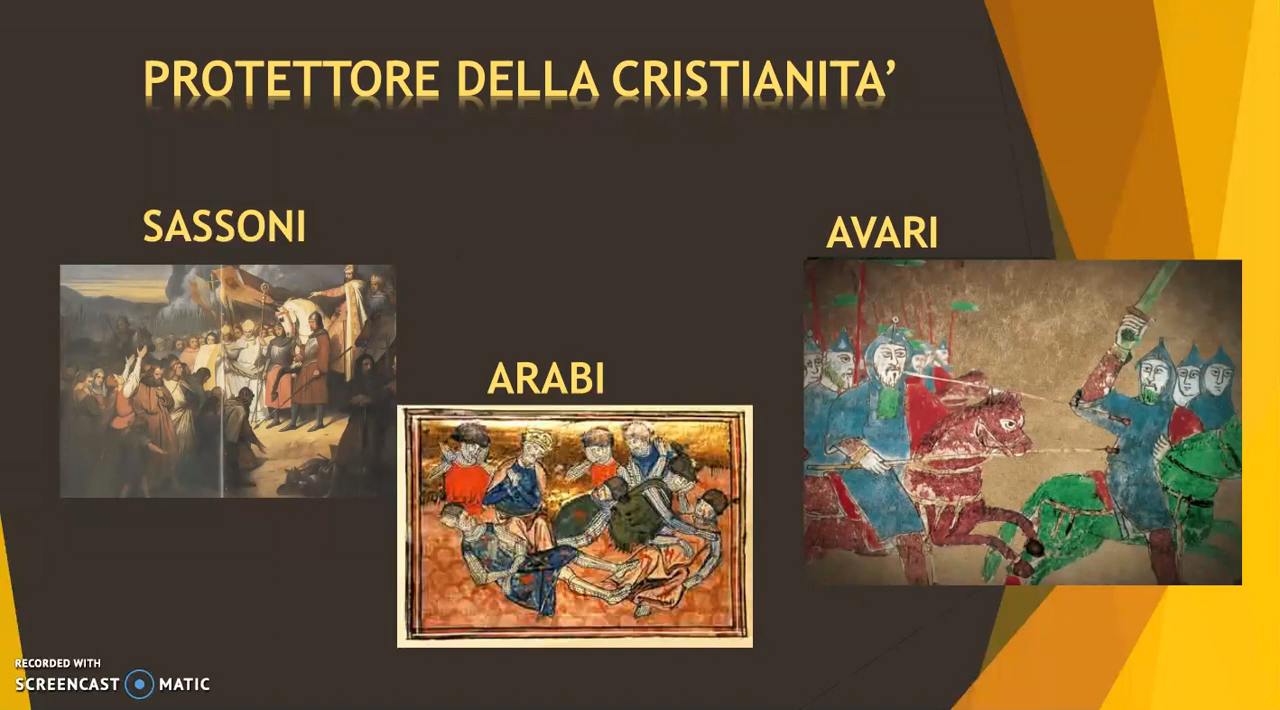 PROTETTORE DELLA CRISTIANITA’
SASSONI
AVARI
ARABI
RECORDED WITH
SCREENCAST MATIC